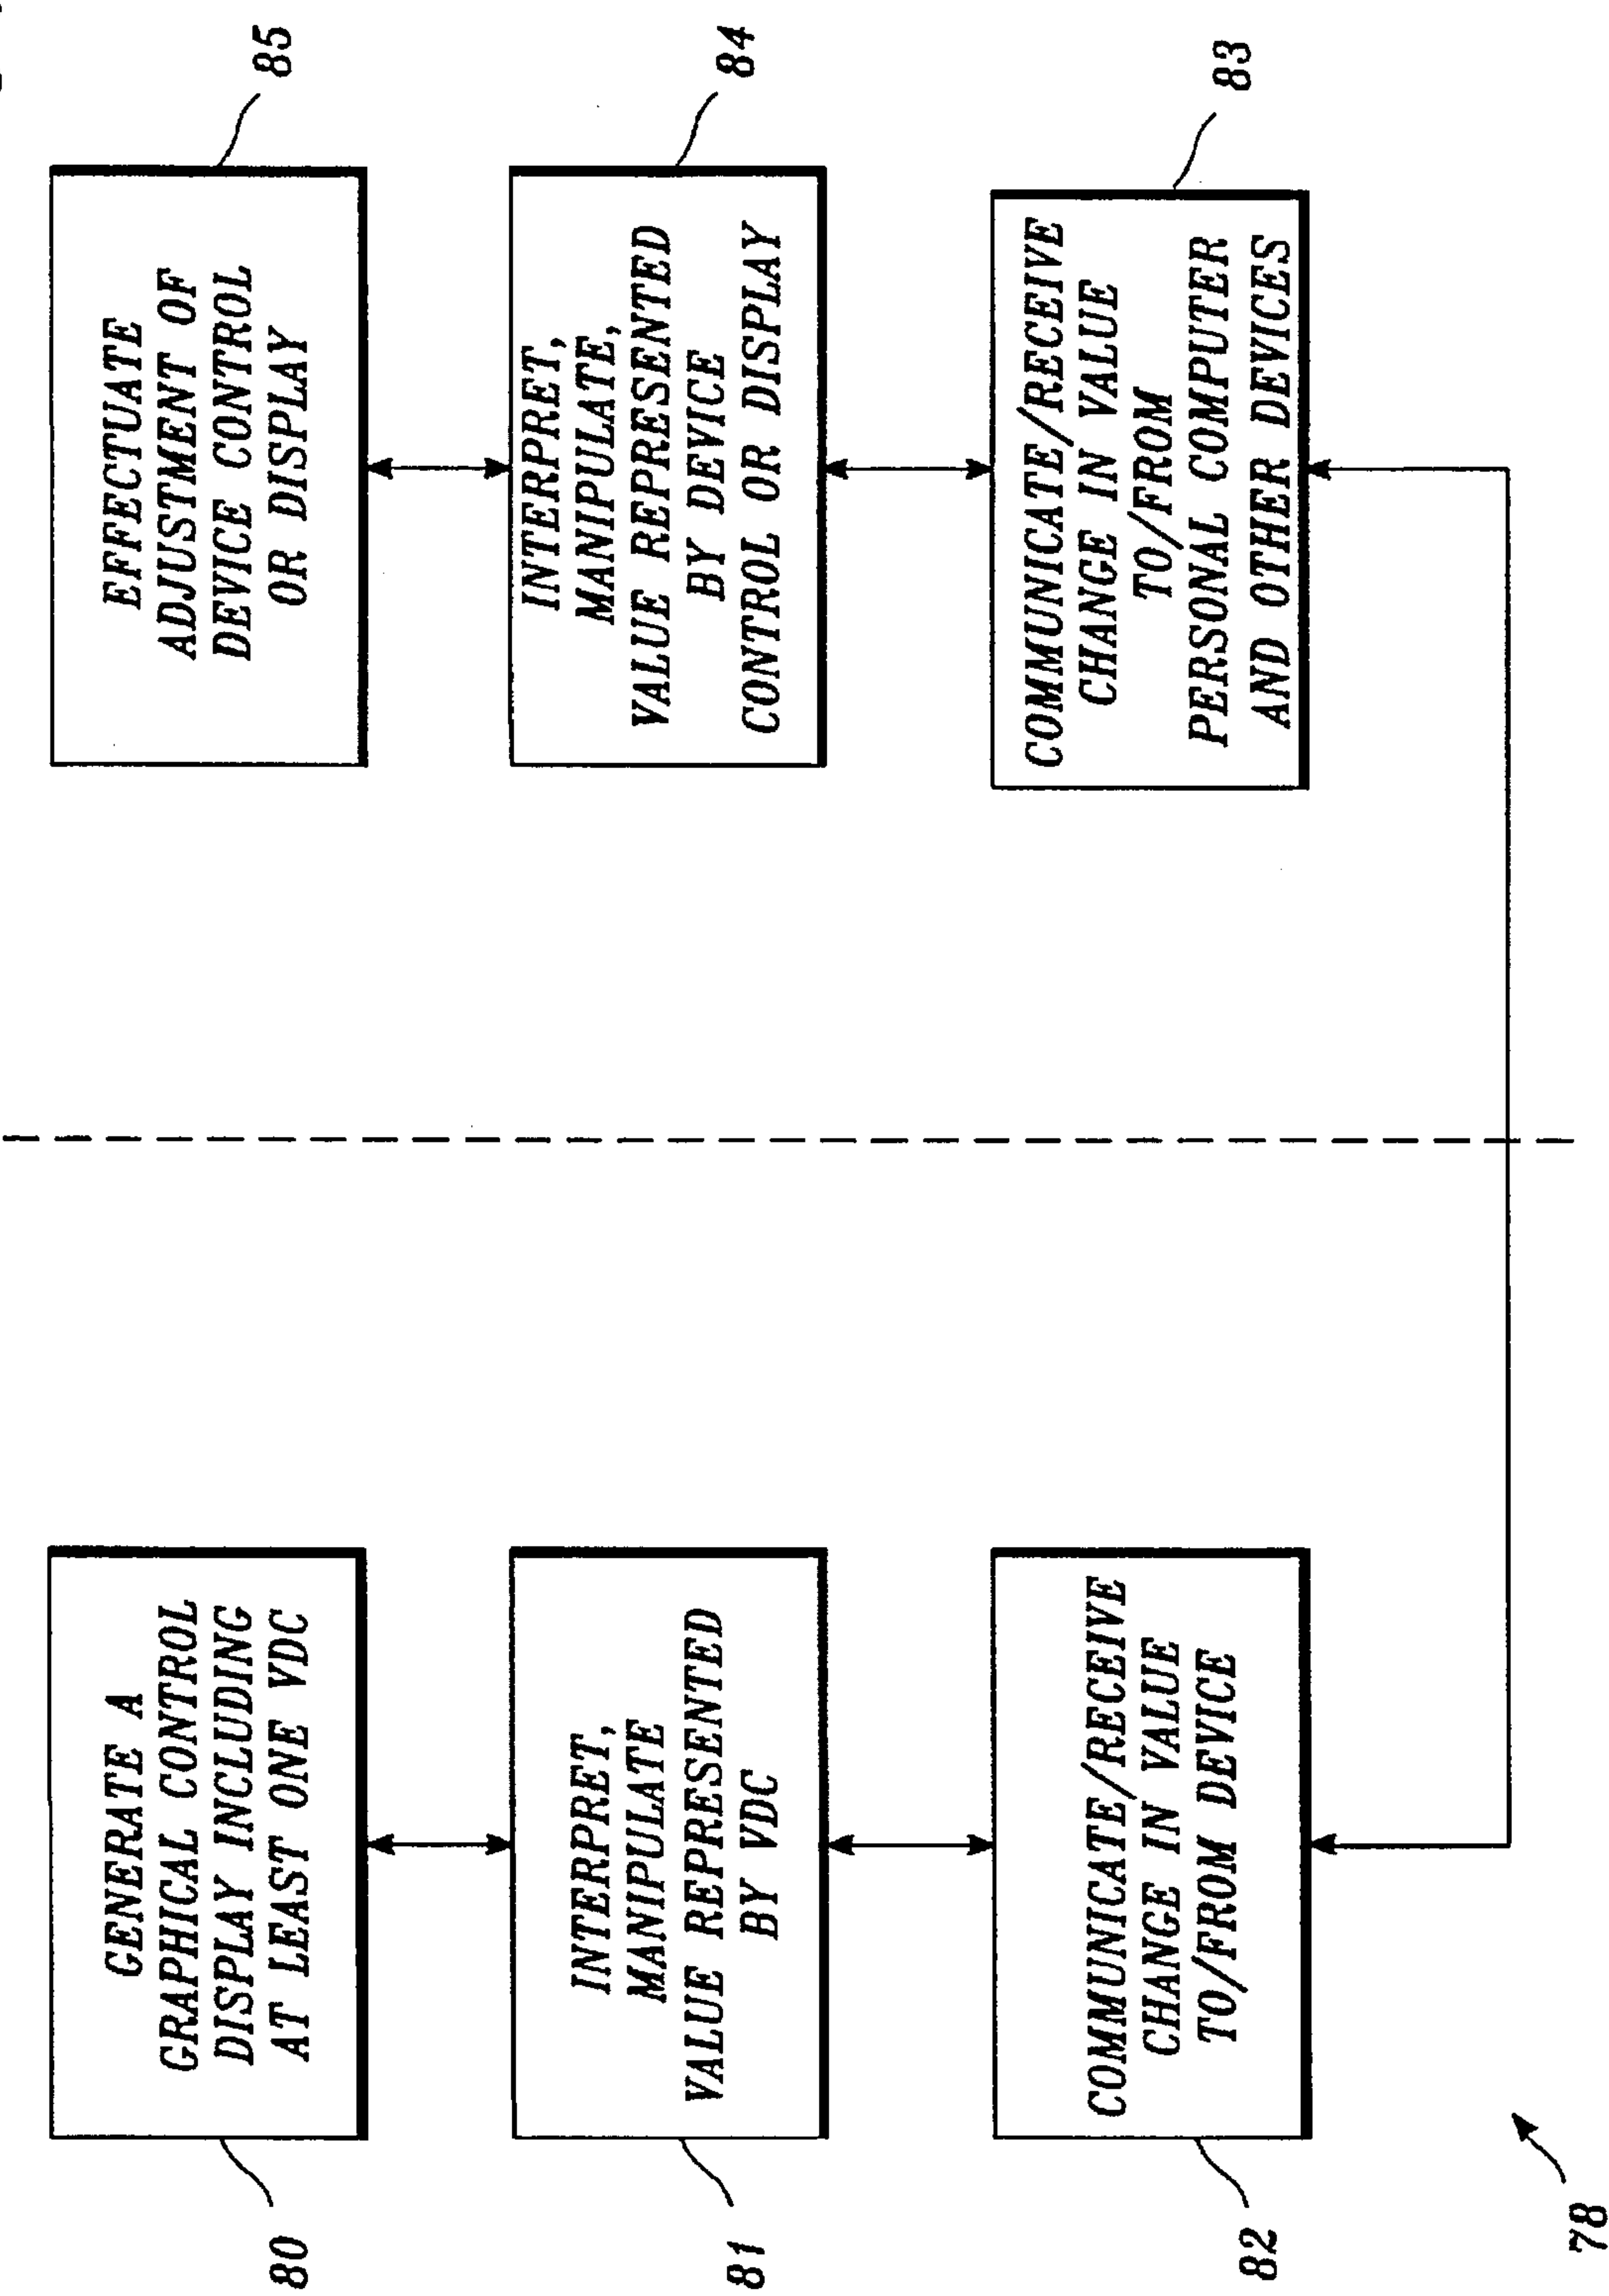 GENERATE A
GRAPHICAL CONTROL
DISPLAY INCLUDING
AT LEAST ONE VDC
80
INTERPRET,
MANIPULATE
VALUE REPRESENTED
BY VDC
81
COMMUNICATE/RECEIVE
CHANGE IN VALUE
TO/FROM DEVICE
82
EFFECTUATE
ADJUSTMENT OF
DEVICE CONTROL
OR DISPLAY
85
INTERPRET,
MANIPULATE,
VALUE REPRESENTED
BY DEVICE
CONTROL OR DISPLAY
84
COMMUNICATE/RECEIVE
CHANGE IN VALUE
TO/FROM
PERSONAL COMPUTER
AND OTHER DEVICES
83
78